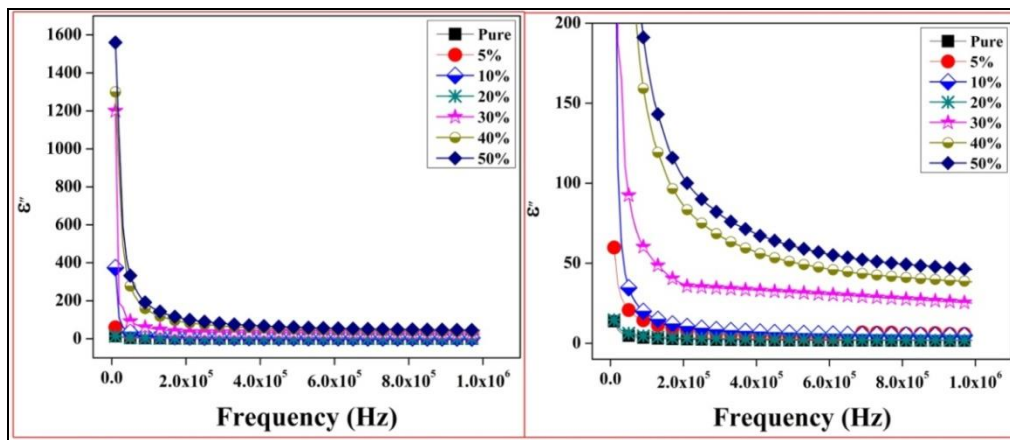 1600
1400
1200
1000
800
600
400
200
0
ε"
Pure
5%
10%
20%
30%
40%
50%
0.0
2.0x10⁵
4.0x10⁵
6.0x10⁵
8.0x10⁵
1.0x10⁶
Frequency (Hz)
200
150
100
50
0
ε"
Pure
5%
10%
20%
30%
40%
50%
0.0
2.0x10⁵
4.0x10⁵
6.0x10⁵
8.0x10⁵
1.0x10⁶
Frequency (Hz)